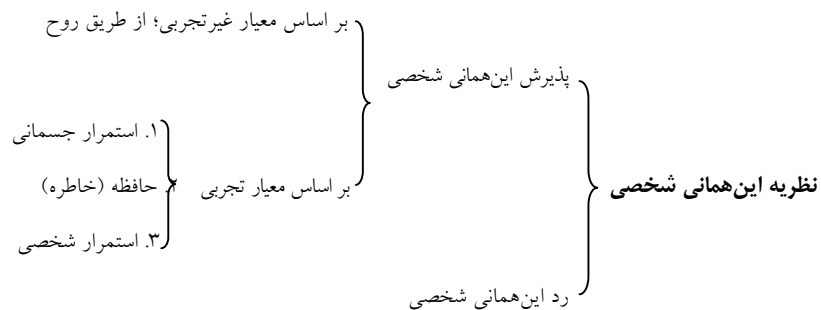 نظریه این‌همانی شخصی
پذیرش این‌همانی شخصی
بر اساس معیار غیرتجربی؛ از طریق روح
بر اساس معیار تجربی
۱. استمرار جسمانی
۲. حافظه (خاطره)
۳. استمرار شخصی
رد این‌همانی شخصی